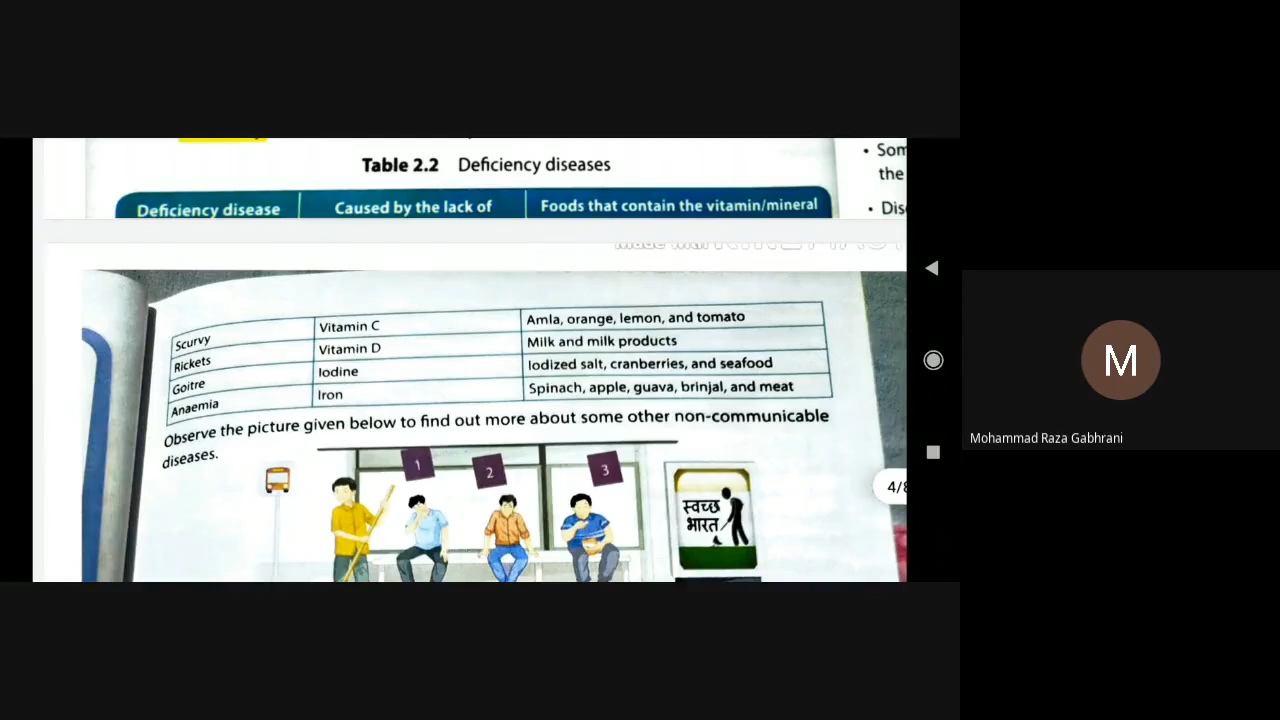 • Som
Table 2.2 Deficiency diseases
the
Deficiency disease Caused by the lack of Foods that contain the vitamin/mineral
Scurvy Vitamin C Amla, orange, lemon, and tomato
Rickets Vitamin D Milk and milk products
Goitre Iodine Iodized salt, cranberries, and seafood
Anaemia Iron Spinach, apple, guava, brinjal, and meat
Observe the picture given below to find out more about some other non-communicable
diseases.
1
2
3
स्वच्छ
भारत
4/8
M
Mohammad Raza Gabhrani